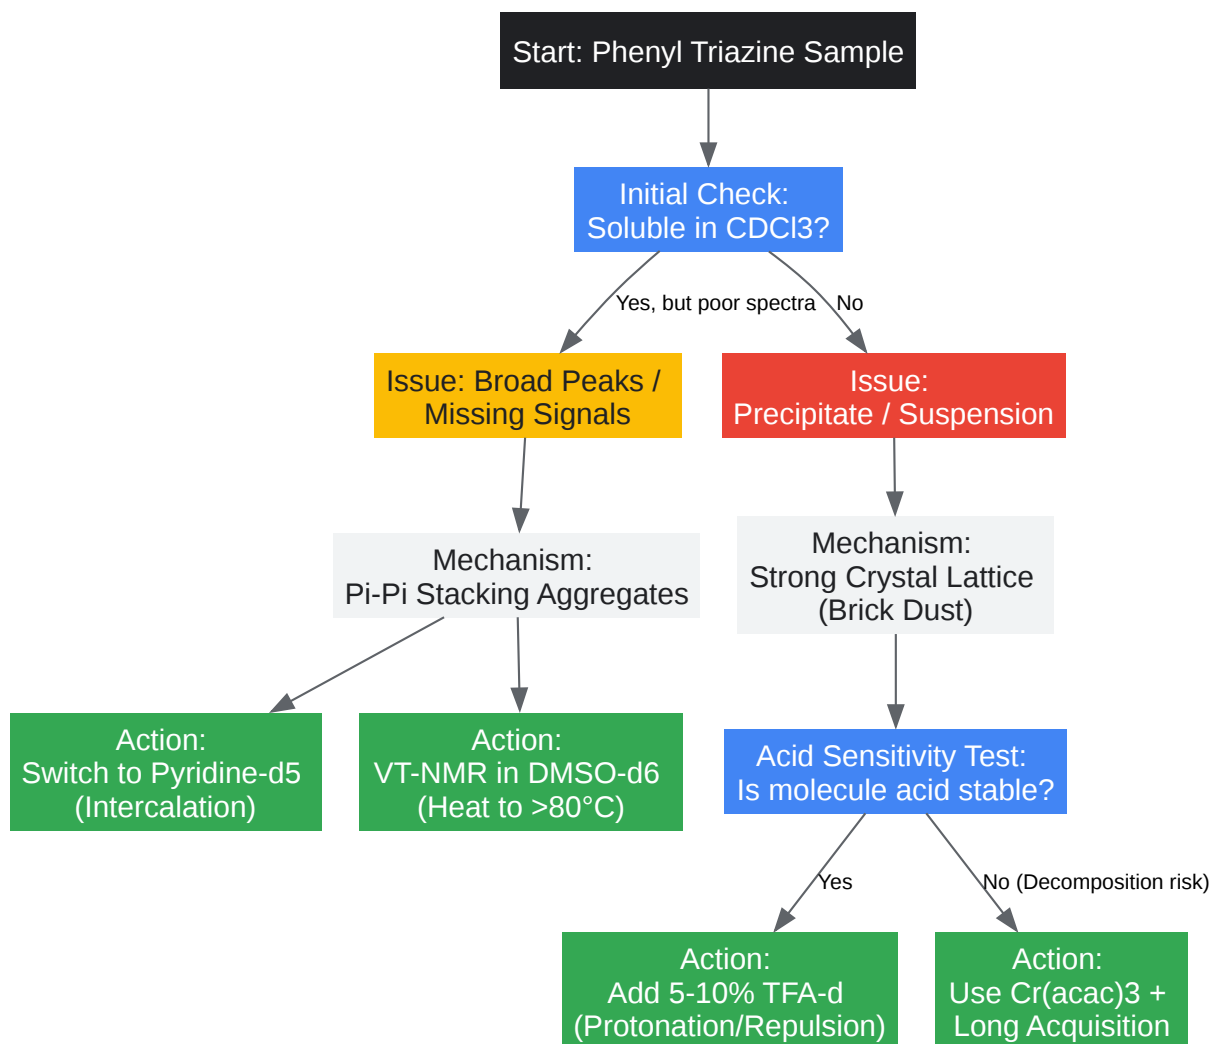 Start: Phenyl Triazine Sample
Initial Check:
Soluble in CDCl3?
Yes, but poor spectra
No
Issue: Broad Peaks /
Missing Signals
Issue:
Precipitate / Suspension
Mechanism:
Pi-Pi Stacking Aggregates
Mechanism:
Strong Crystal Lattice
(Brick Dust)
Action:
Switch to Pyridine-d5
(Intercalation)
Action:
VT-NMR in DMSO-d6
(Heat to >80°C)
Acid Sensitivity Test:
Is molecule acid stable?
Yes
No (Decomposition risk)
Action:
Add 5-10% TFA-d
(Protonation/Repulsion)
Action:
Use Cr(acac)3 +
Long Acquisition